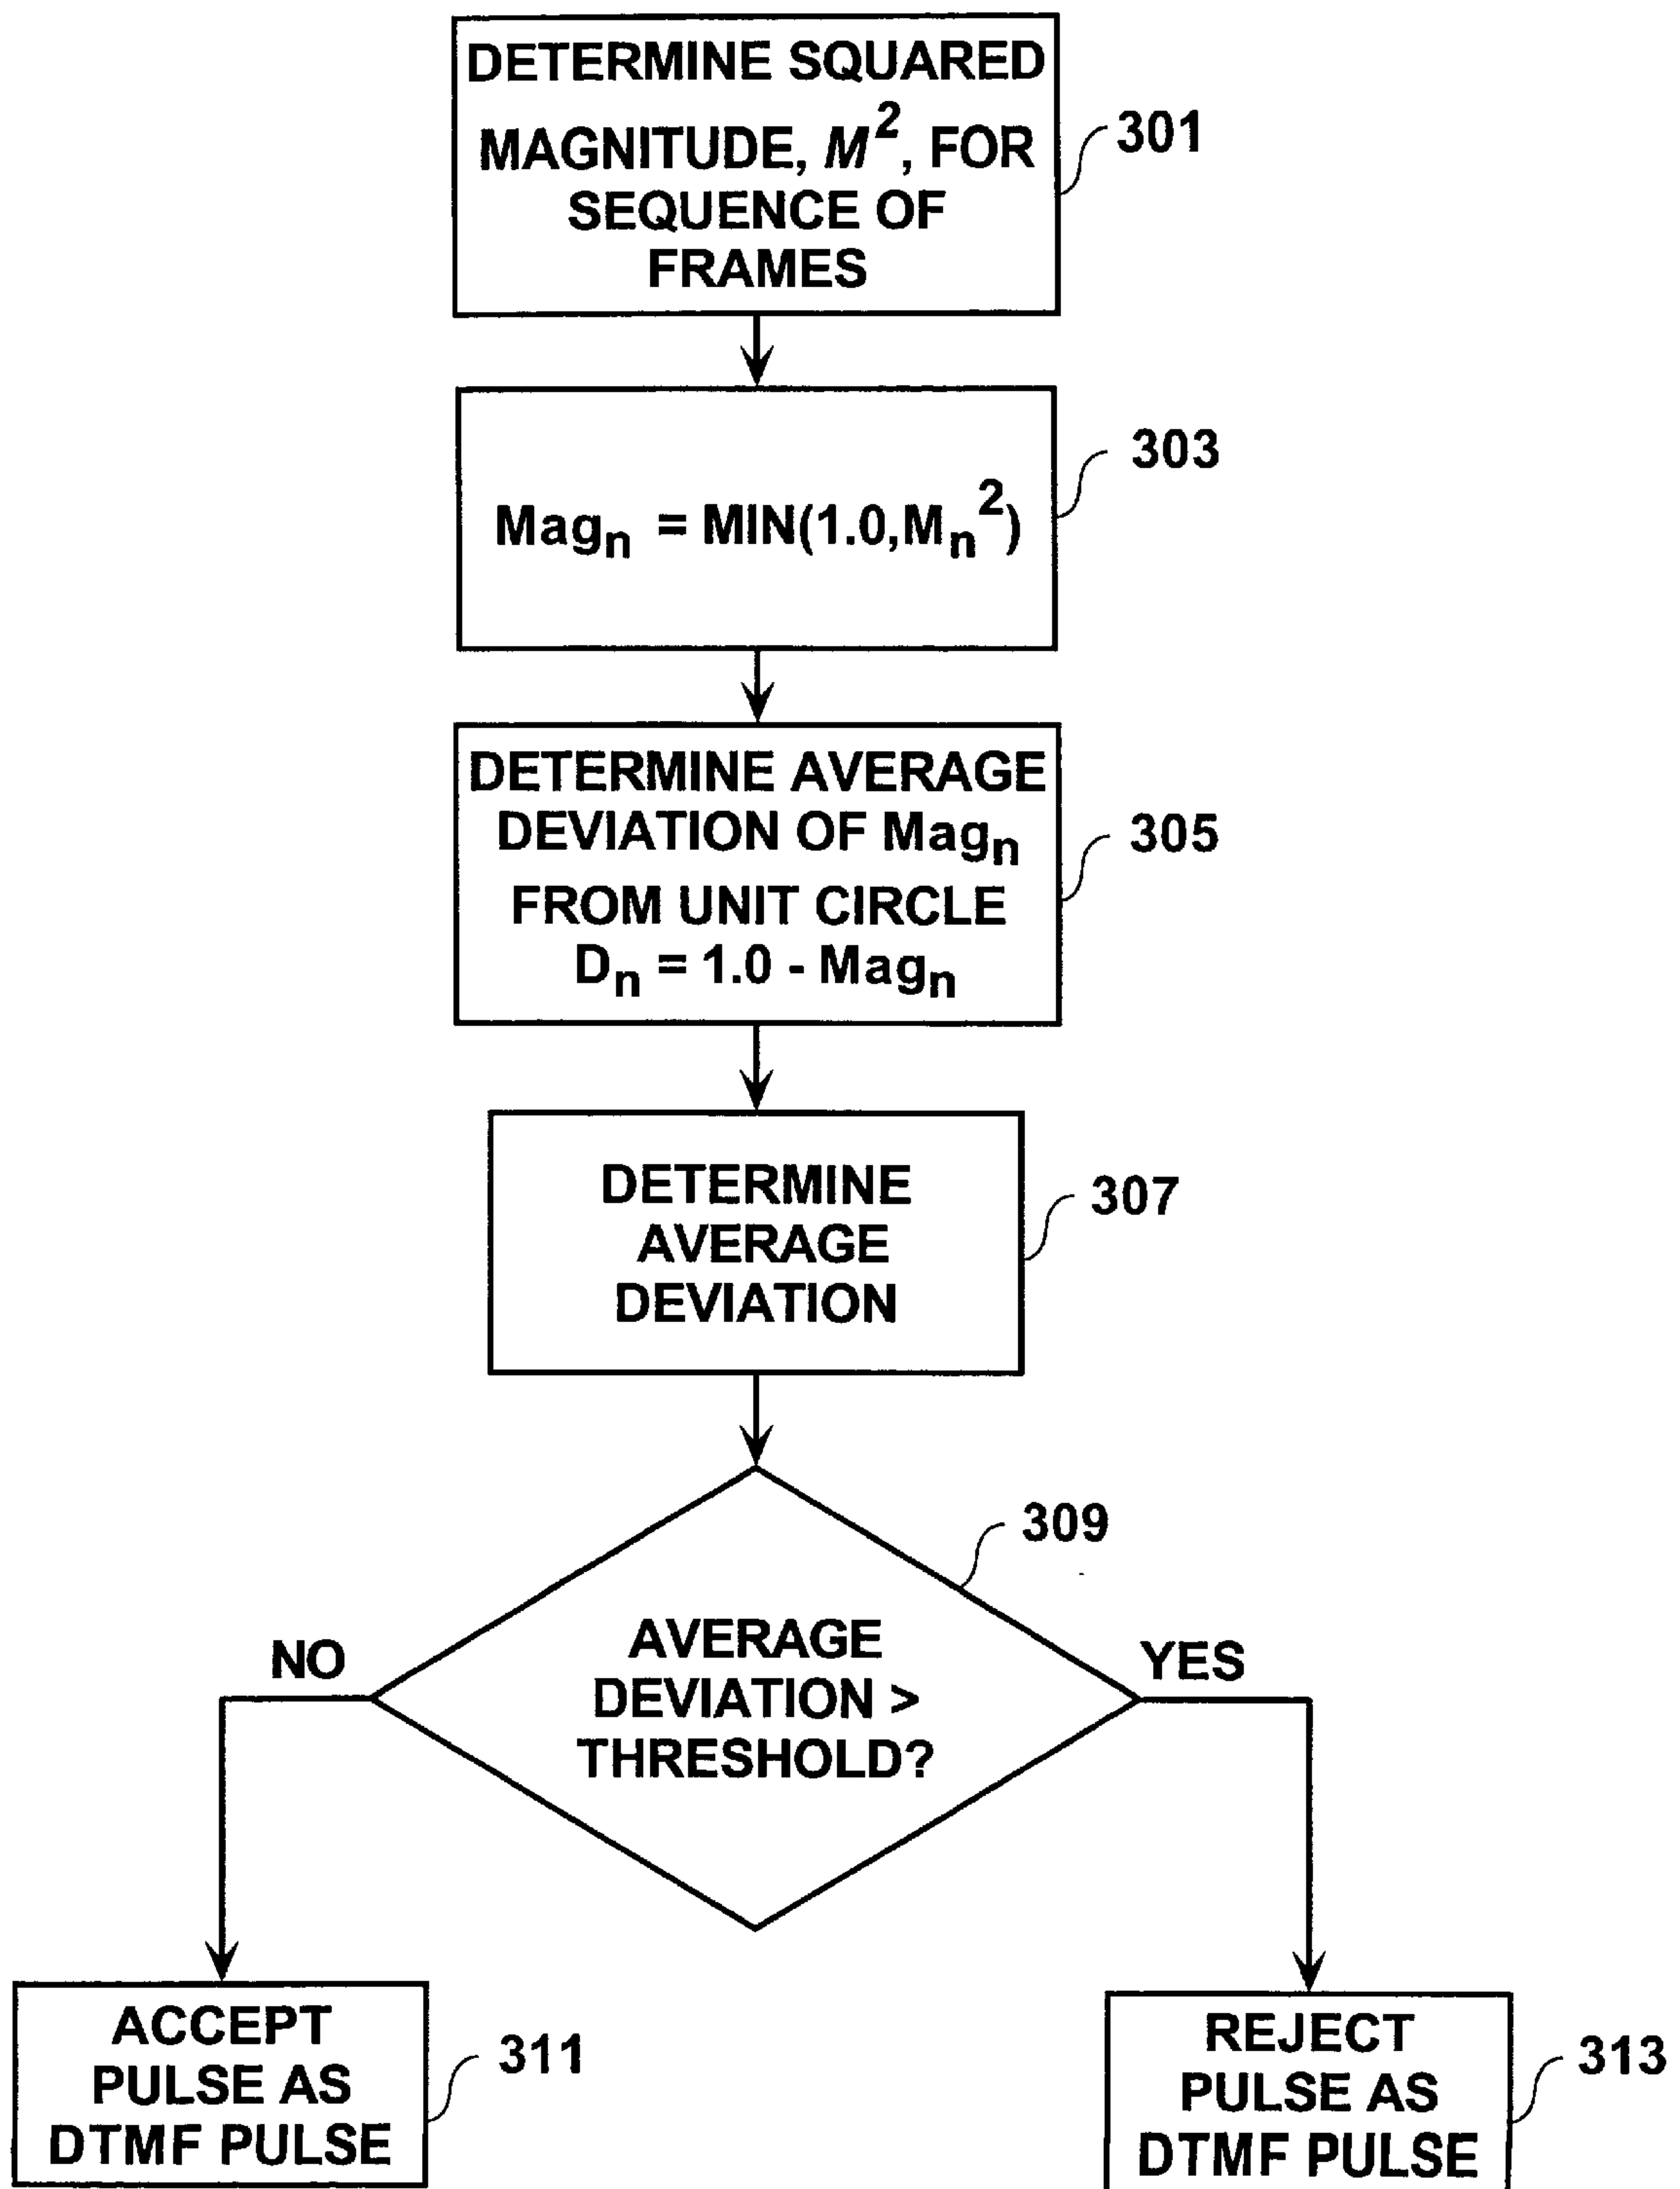 DETERMINE SQUARED
MAGNITUDE, M², FOR
SEQUENCE OF
FRAMES
301
Magₙ = MIN(1.0,Mₙ²)
303
DETERMINE AVERAGE
DEVIATION OF Magₙ
FROM UNIT CIRCLE
Dₙ = 1.0 - Magₙ
305
DETERMINE
AVERAGE
DEVIATION
307
309
AVERAGE
DEVIATION >
THRESHOLD?
NO
YES
ACCEPT
PULSE AS
DTMF PULSE
311
REJECT
PULSE AS
DTMF PULSE
313